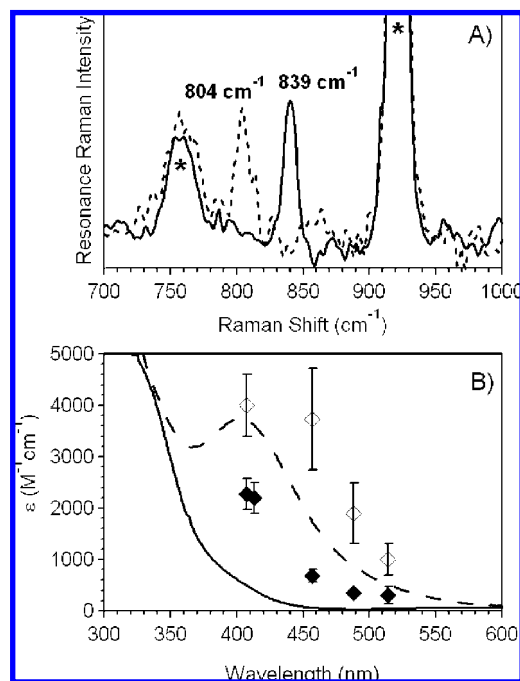 A)
*
804 cm⁻¹ 839 cm⁻¹
*
Resonance Raman Intensity
700 750 800 850 900 950 1000
Raman Shift (cm⁻¹)
B)
5000
4000
3000
2000
1000
0
ε (M⁻¹cm⁻¹)
300 350 400 450 500 550 600
Wavelength (nm)